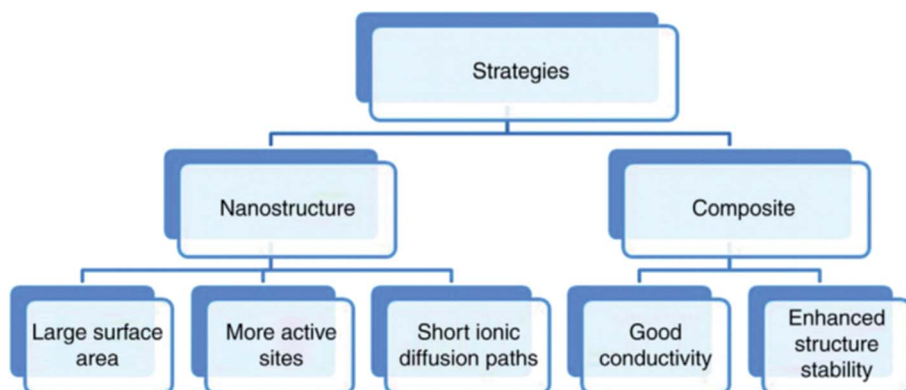 Strategies
Nanostructure
Composite
Large surface
area
More active
sites
Short ionic
diffusion paths
Good
conductivity
Enhanced
structure
stability